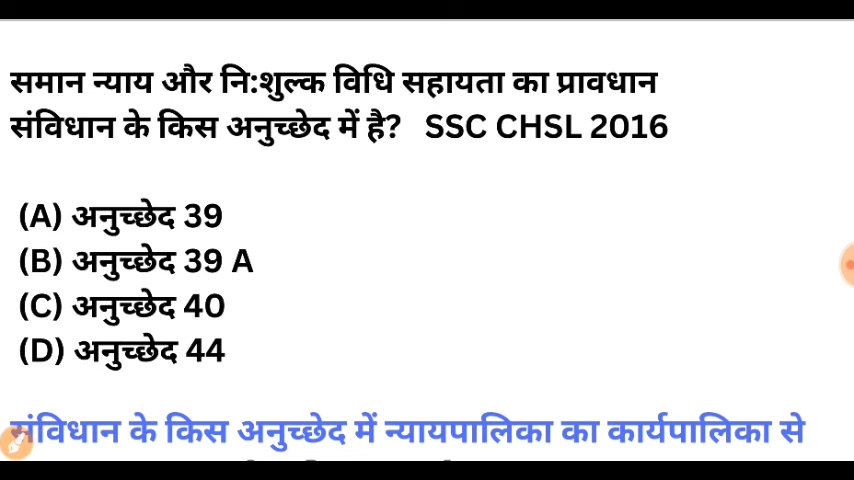 समान न्याय और नि:शुल्क विधि सहायता का प्रावधान
संविधान के किस अनुच्छेद में है? SSC CHSL 2016
(A) अनुच्छेद 39
(B) अनुच्छेद 39 A
(C) अनुच्छेद 40
(D) अनुच्छेद 44
संविधान के किस अनुच्छेद में न्यायपालिका का कार्यपालिका से